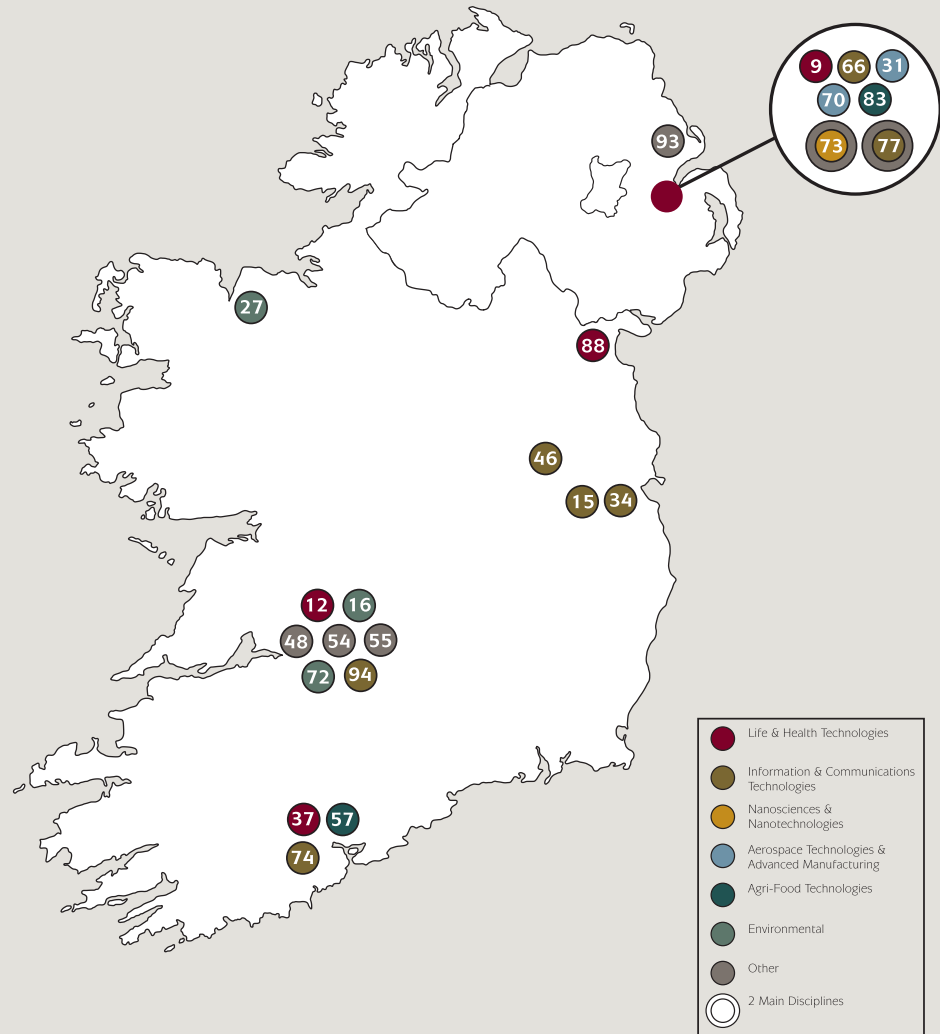 9 66 31
70 83
73 77
93
27
88
46
15 34
12 16
48 54 55
72 94
37 57
74
Life & Health Technologies
Information & Communications
Technologies
Nanosciences &
Nanotechnologies
Aerospace Technologies &
Advanced Manufacturing
Agri-Food Technologies
Environmental
Other
2 Main Disciplines